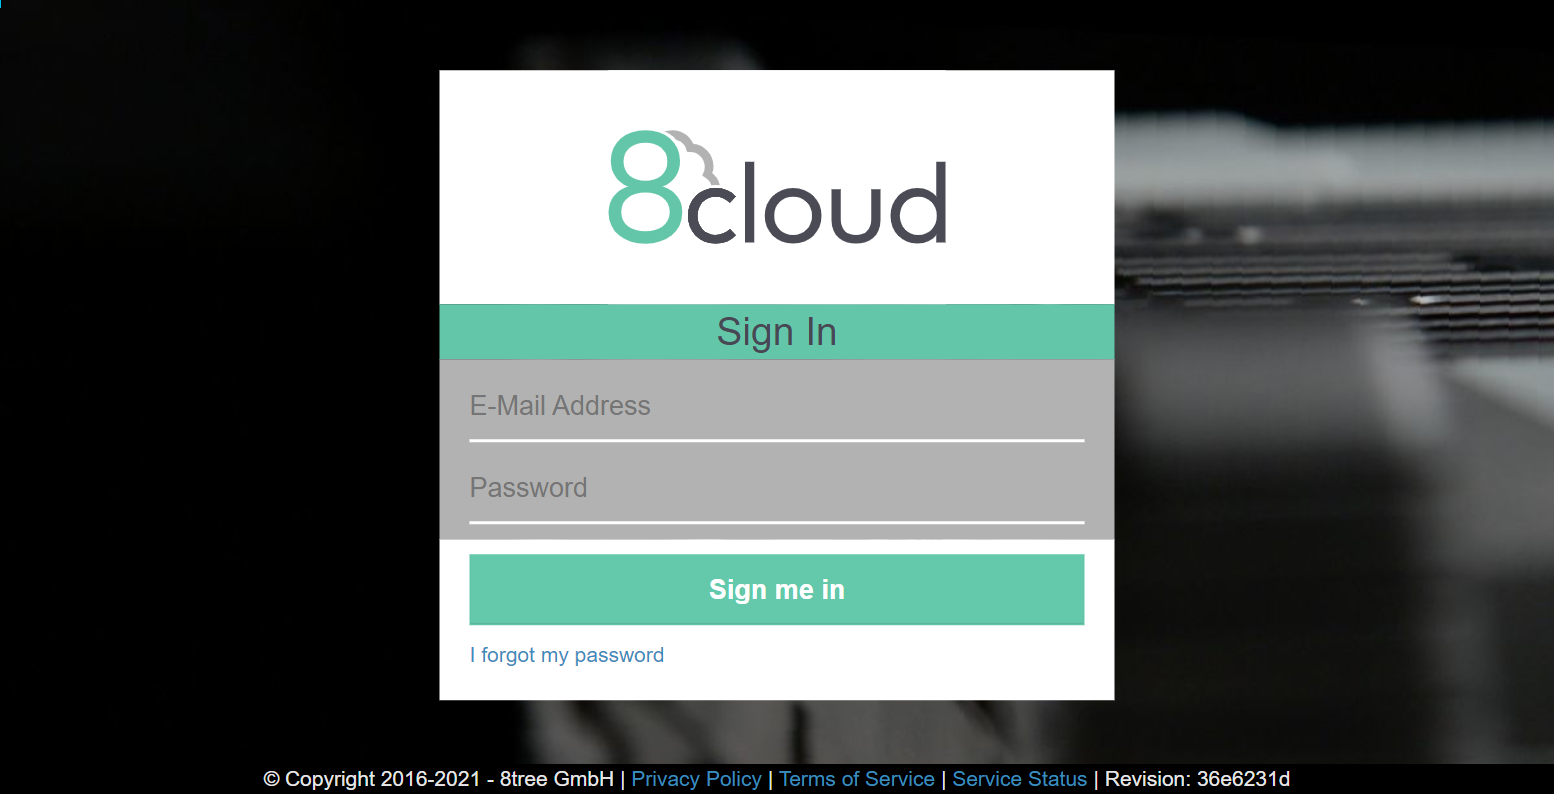 8cloud
Sign In
E-Mail Address
Password
Sign me in
I forgot my password
© Copyright 2016-2021 - 8tree GmbH | Privacy Policy | Terms of Service | Service Status | Revision: 36e6231d